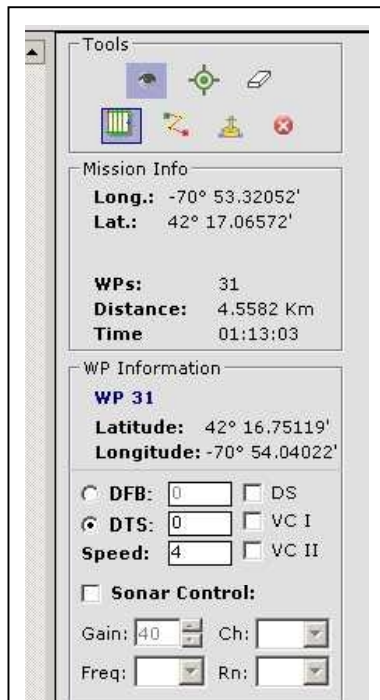 Tools
Mission Info
Long.: -70° 53.32052'
Lat.: 42° 17.06572'
WPs: 31
Distance: 4.5582 Km
Time 01:13:03
WP Information
WP 31
Latitude: 42° 16.75119'
Longitude: -70° 54.04022'
DFB: 0 DS
DTS: 0 VC I
Speed: 4 VC II
Sonar Control:
Gain: 40 Ch:
Freq: Rn: